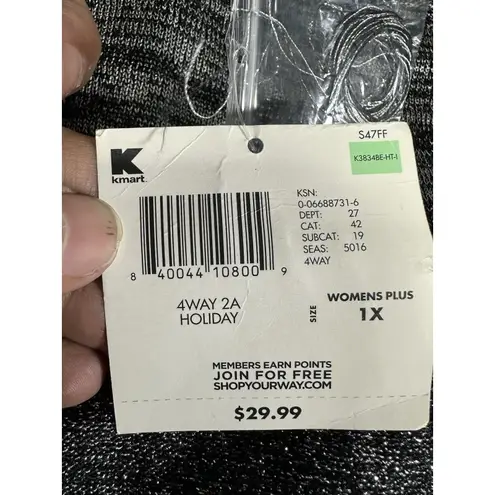 S47FF
K3834BE-HT-I
K
kmart
KSN:
0-06688731-6
DEPT: 27
CAT: 42
SUBCAT: 19
SEAS: 5016
4WAY
8 40044 10800 9
4WAY 2A
HOLIDAY
SIZE
WOMENS PLUS
1X
MEMBERS EARN POINTS
JOIN FOR FREE
SHOPYOURWAY.COM
$29.99